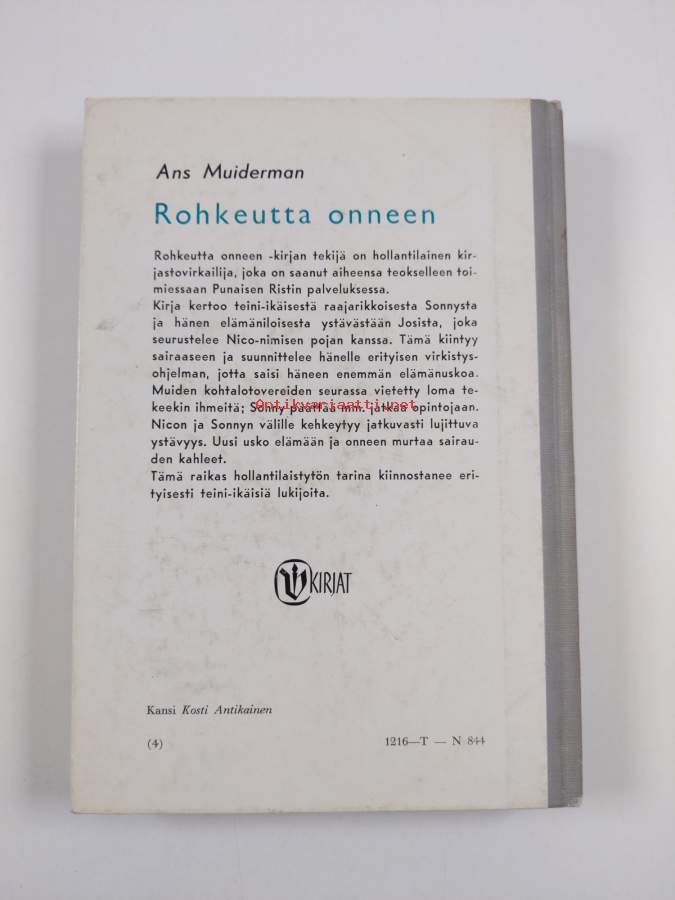 Ans Muiderman
Rohkeutta onneen
Rohkeutta onneen -kirjan tekijä on hollantilainen kir-
jastovirkailija, joka on saanut aiheensa teokselleen toi-
miessaan Punaisen Ristin palveluksessa.
Kirja kertoo teini-ikäisestä raajarikkoisesta Sonnysta
ja hänen elämäniloisesta ystävästään Josista, joka
seurustelee Nico-nimisen pojan kanssa. Tämä kiintyy
sairaaseen ja suunnittelee hänelle erityisen virkistys-
ohjelman, jotta saisi häneen enemmän elämänuskoa.
Muiden kohtalotovereiden seurassa vietetty loma te-
keekin ihmeitä; Sonny päättää mm. jatkaa opintojaan.
Antikvariaatti.net
Nicon ja Sonnyn välille kehkeytyy jatkuvasti lujittuva
ystävyys. Uusi usko elämään ja onneen murtaa sairau-
den kahleet.
Tämä raikas hollantilaistytön tarina kiinnostanee eri-
tyisesti teini-ikäisiä lukijoita.
KIRJAT
Kansi Kosti Antikainen
(4) 1216—T — N 844